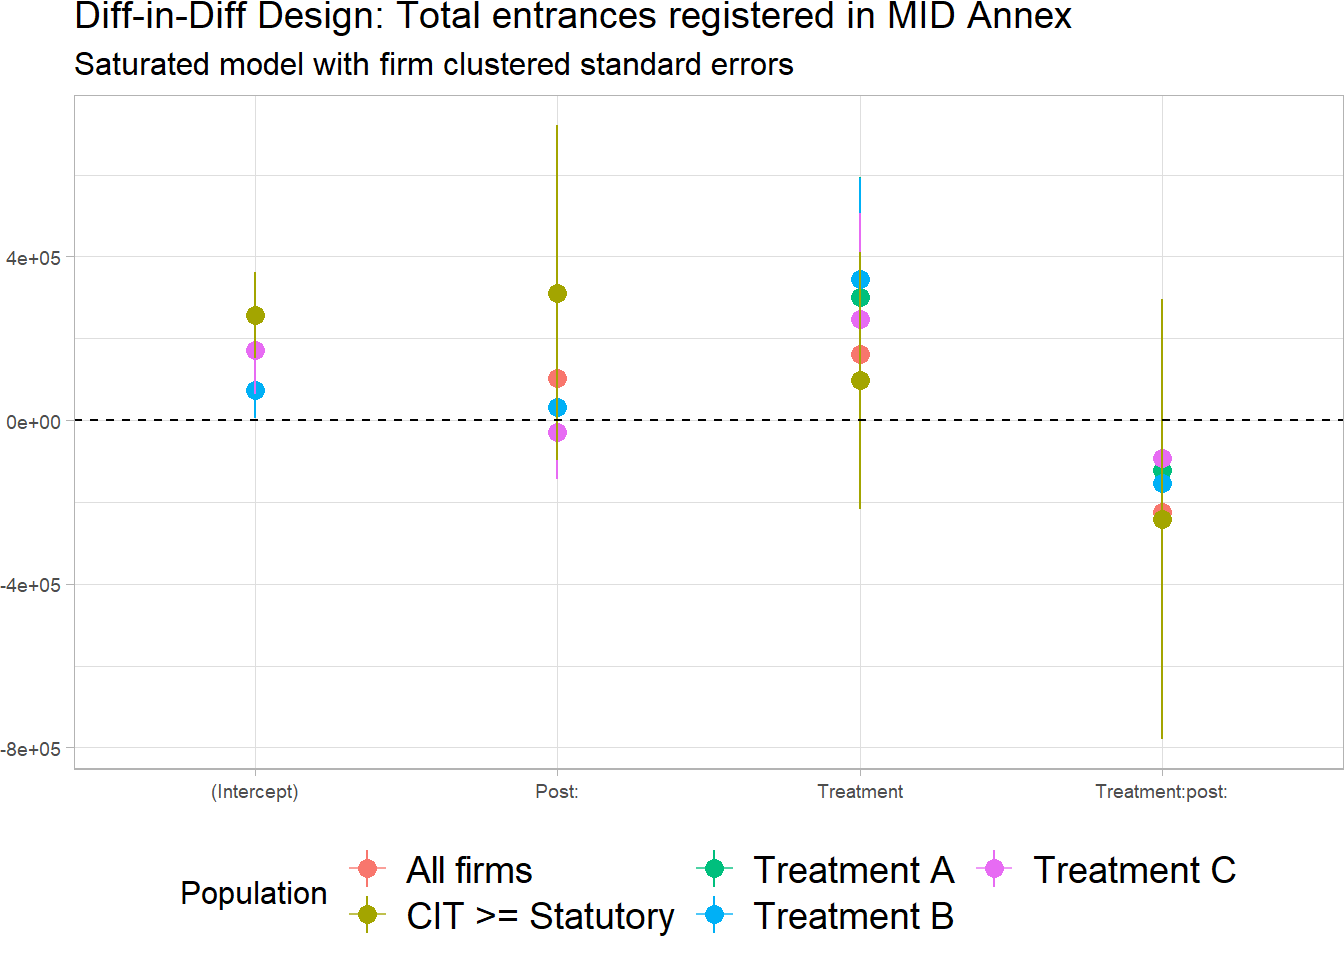 Diff-in-Diff Design: Total entrances registered in MID Annex
Saturated model with firm clustered standard errors
4e+05
0e+00
-4e+05
-8e+05
(Intercept) Post: Treatment Treatment:post:
Population
All firms Treatment A Treatment C
CIT >= Statutory Treatment B